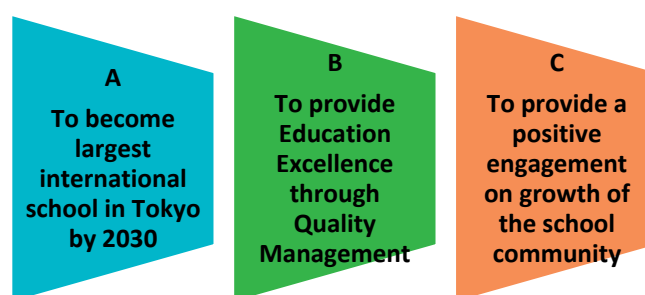 A
To become
largest
international
school in Tokyo
by 2030
B
To provide
Education
Excellence
through
Quality
Management
C
To provide a
positive
engagement
on growth of
the school
community